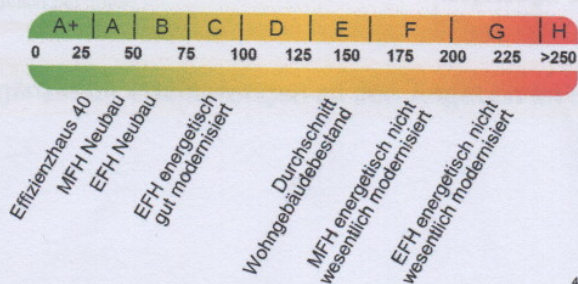 A+ A B C D E F G H
0 25 50 75 100 125 150 175 200 225 >250
Effizienzhaus 40
MFH Neubau
EFH Neubau
EFH energetisch
gut modernisiert
Durchschnitt
Wohngebäudebestand
MFH energetisch nicht
wesentlich modernisiert
EFH energetisch nicht
wesentlich modernisiert